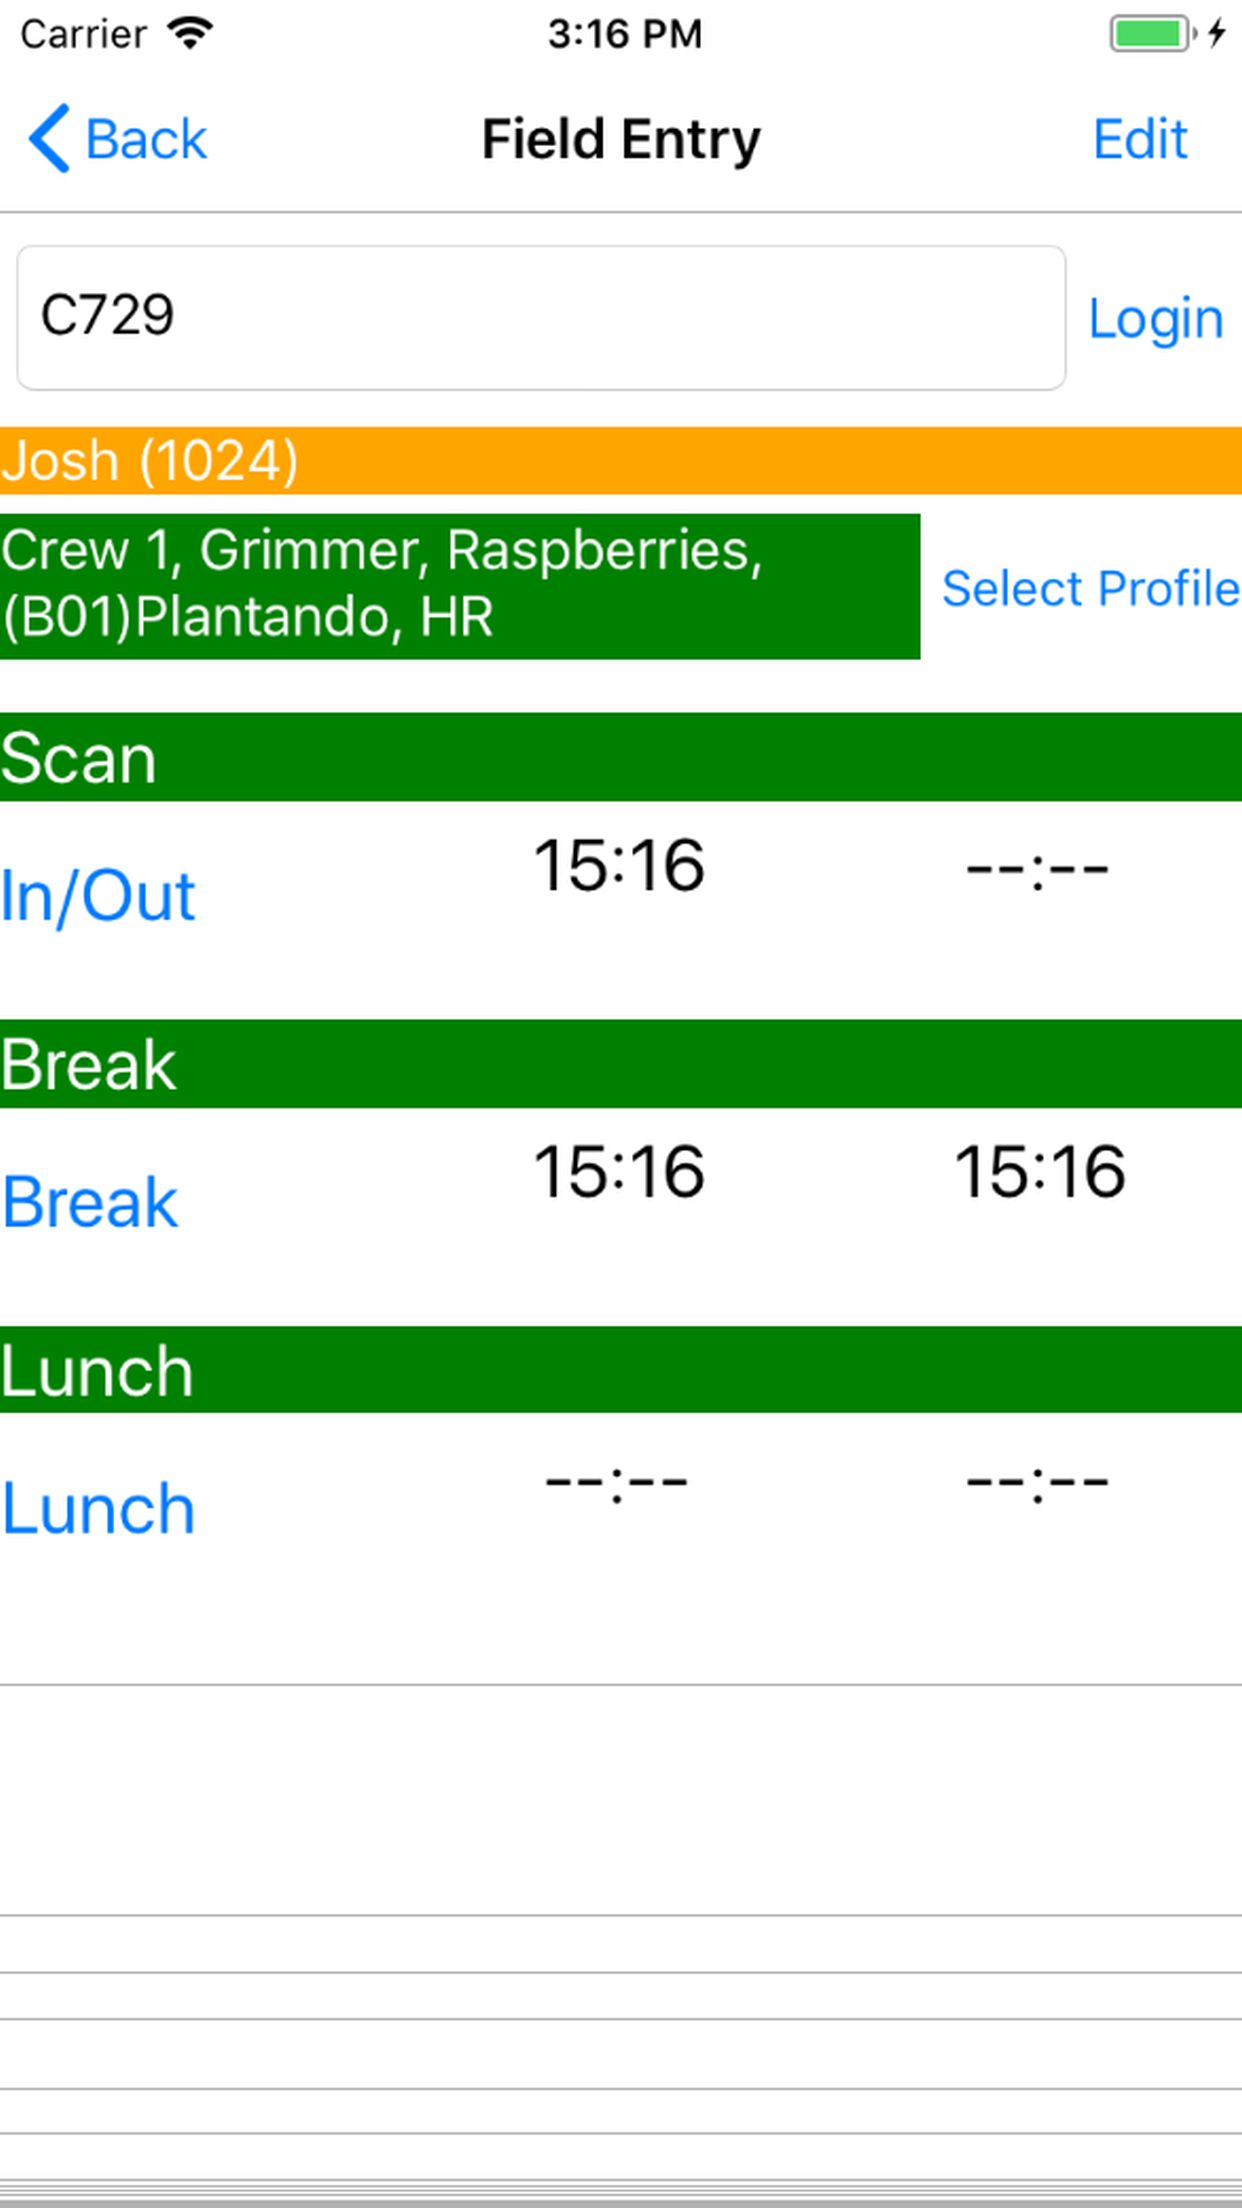 Carrier 3:16 PM
Back Field Entry Edit
C729 Login
Josh (1024)
Crew 1, Grimmer, Raspberries,
(B01)Plantando, HR
Select Profile
Scan
In/Out 15:16 --:--
Break
Break 15:16 15:16
Lunch
Lunch --:-- --:--